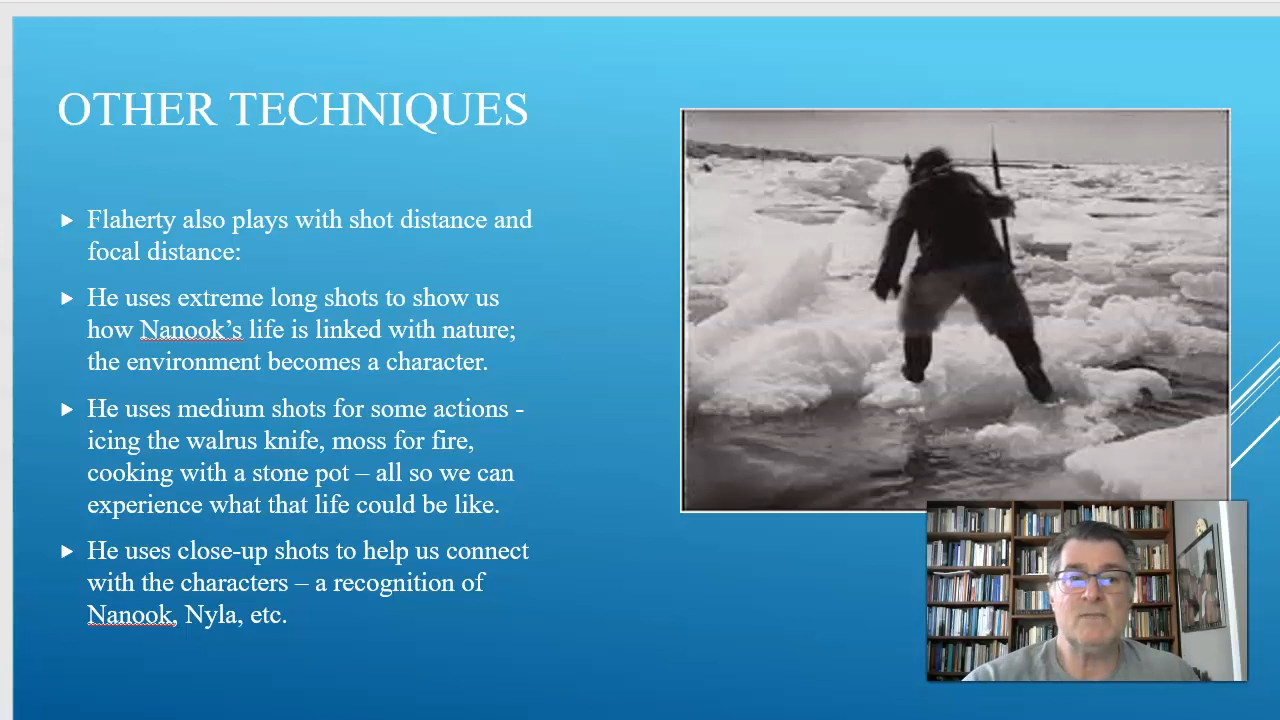 OTHER TECHNIQUES
Flaherty also plays with shot distance and
focal distance:
He uses extreme long shots to show us
how Nanook’s life is linked with nature;
the environment becomes a character.
He uses medium shots for some actions -
icing the walrus knife, moss for fire,
cooking with a stone pot – all so we can
experience what that life could be like.
He uses close-up shots to help us connect
with the characters – a recognition of
Nanook, Nyla, etc.